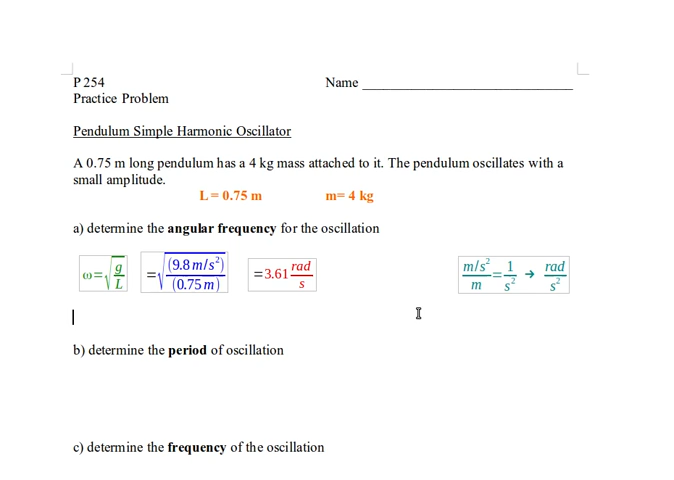 P 254 Name ____________________
Practice Problem
Pendulum Simple Harmonic Oscillator
A 0.75 m long pendulum has a 4 kg mass attached to it. The pendulum oscillates with a
small amplitude.
L = 0.75 m m= 4 kg
a) determine the angular frequency for the oscillation
ω=√(g/L) =√((9.8 m/s²)/(0.75 m)) =3.61 rad/s (m/s²)/m = 1/s² → rad/s²
b) determine the period of oscillation
c) determine the frequency of the oscillation